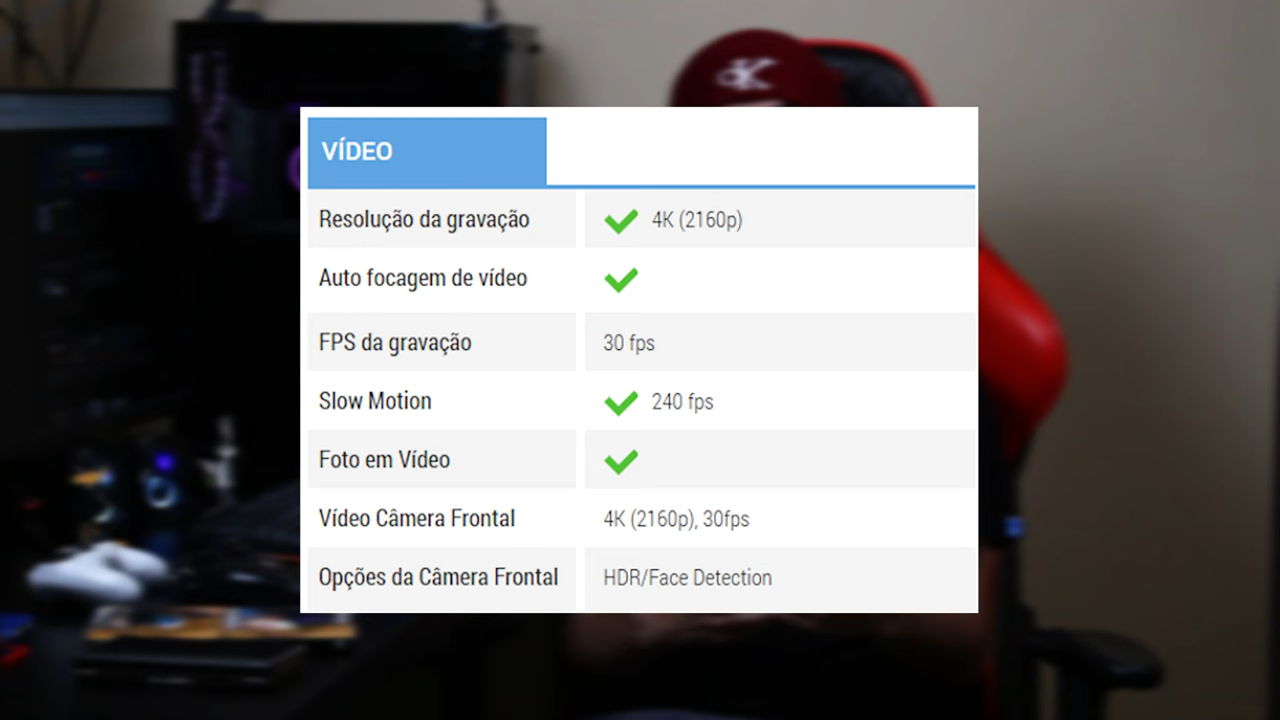 VÍDEO
Resolução da gravação 4K (2160p)
Auto focagem de vídeo
FPS da gravação 30 fps
Slow Motion 240 fps
Foto em Vídeo
Vídeo Câmera Frontal 4K (2160p), 30fps
Opções da Câmera Frontal HDR/Face Detection